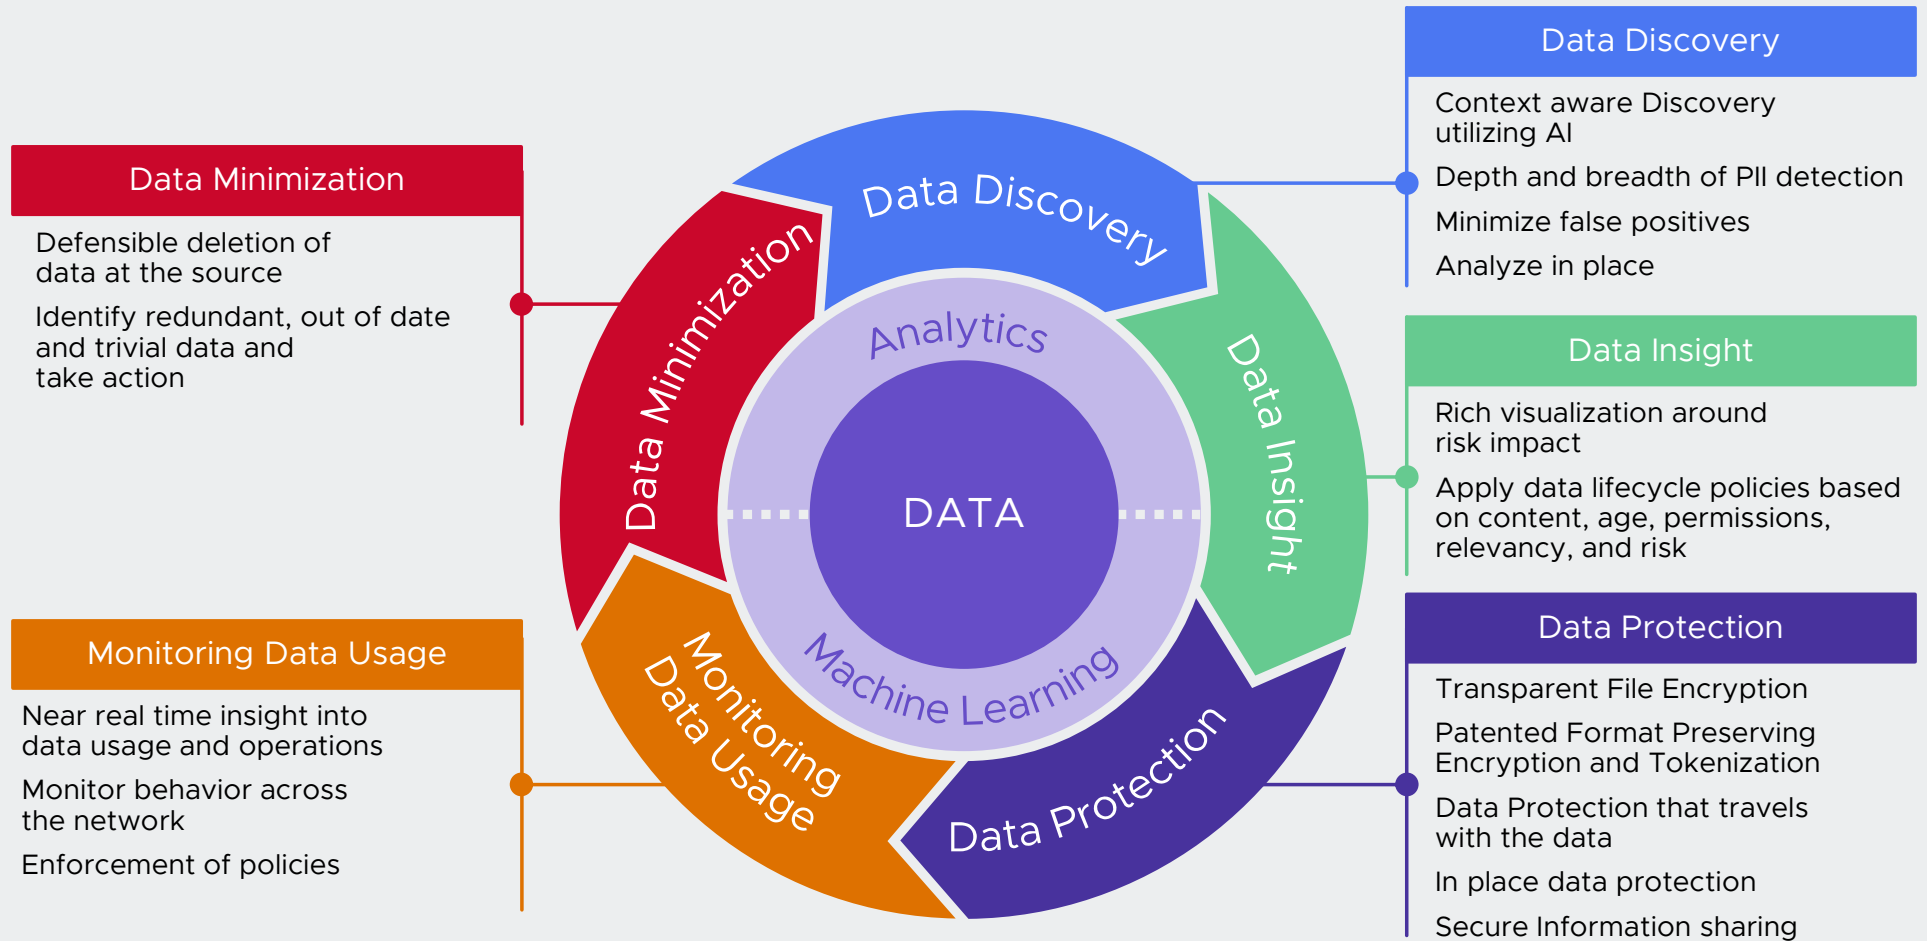 Data Discovery
Context aware Discovery
utilizing AI
Depth and breadth of PII detection
Minimize false positives
Analyze in place
Data Insight
Rich visualization around
risk impact
Apply data lifecycle policies based
on content, age, permissions,
relevancy, and risk
Data Protection
Transparent File Encryption
Patented Format Preserving
Encryption and Tokenization
Data Protection that travels
with the data
In place data protection
Secure Information sharing
Monitoring Data Usage
Near real time insight into
data usage and operations
Monitor behavior across
the network
Enforcement of policies
Data Minimization
Defensible deletion of
data at the source
Identify redundant, out of date
and trivial data and
take action
Data Discovery
Data Insight
Data Protection
Monitoring
Data Usage
Data Minimization
Analytics
DATA
Machine Learning